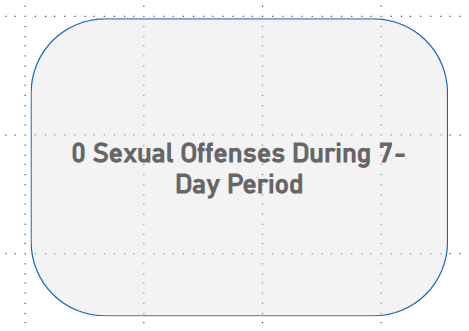 0 Sexual Offenses During 7-
Day Period